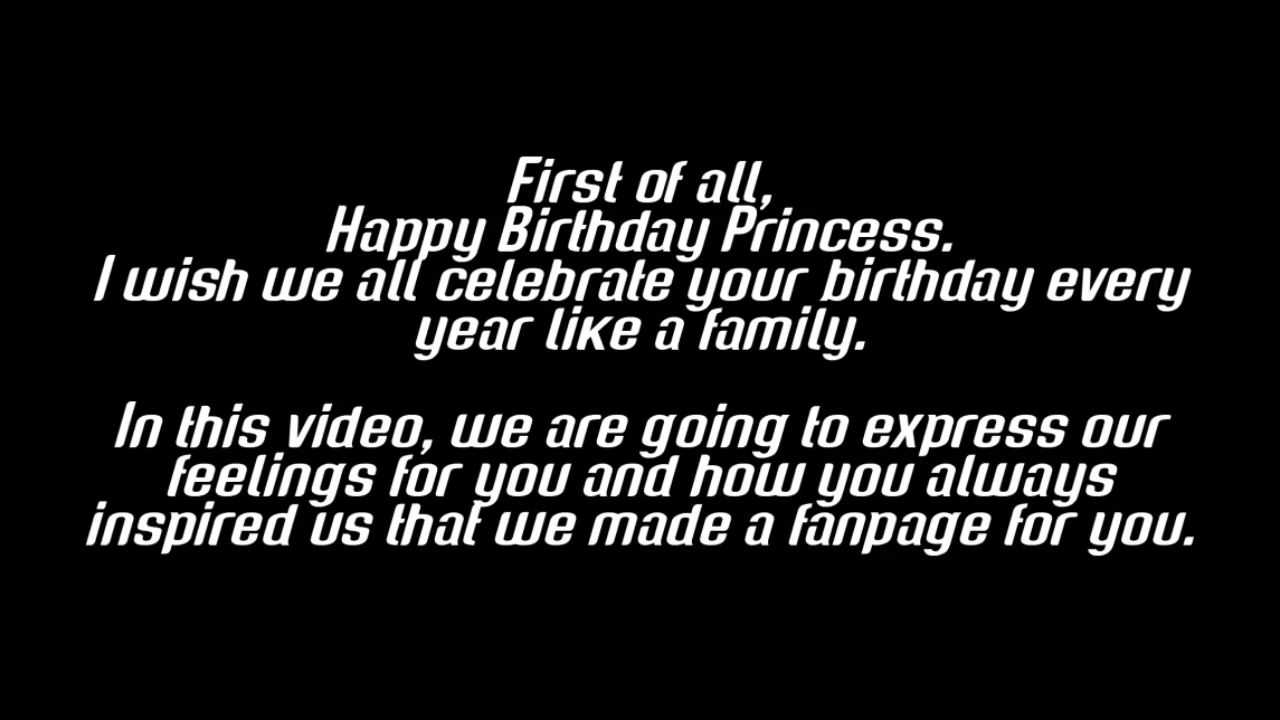 First of all,
Happy Birthday Princess.
I wish we all celebrate your birthday every
year like a family.
In this video, we are going to express our
feelings for you and how you always
inspired us that we made a fanpage for you.